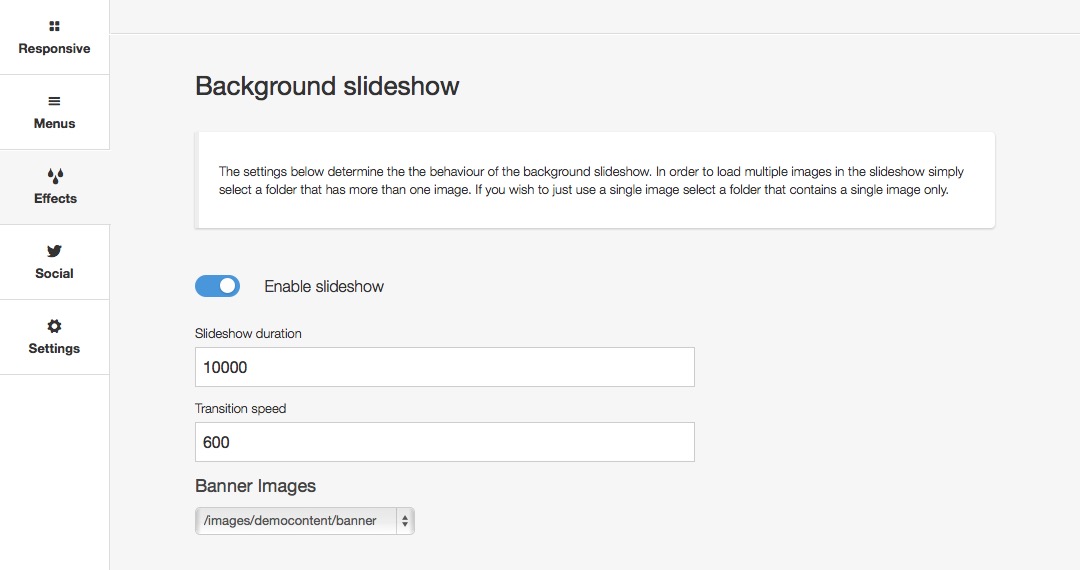 Responsive
Menus
Effects
Social
Settings
Background slideshow
The settings below determine the the behaviour of the background slideshow. In order to load multiple images in the slideshow simply
select a folder that has more than one image. If you wish to just use a single image select a folder that contains a single image only.
Enable slideshow
Slideshow duration
10000
Transition speed
600
Banner Images
/images/democontent/banner